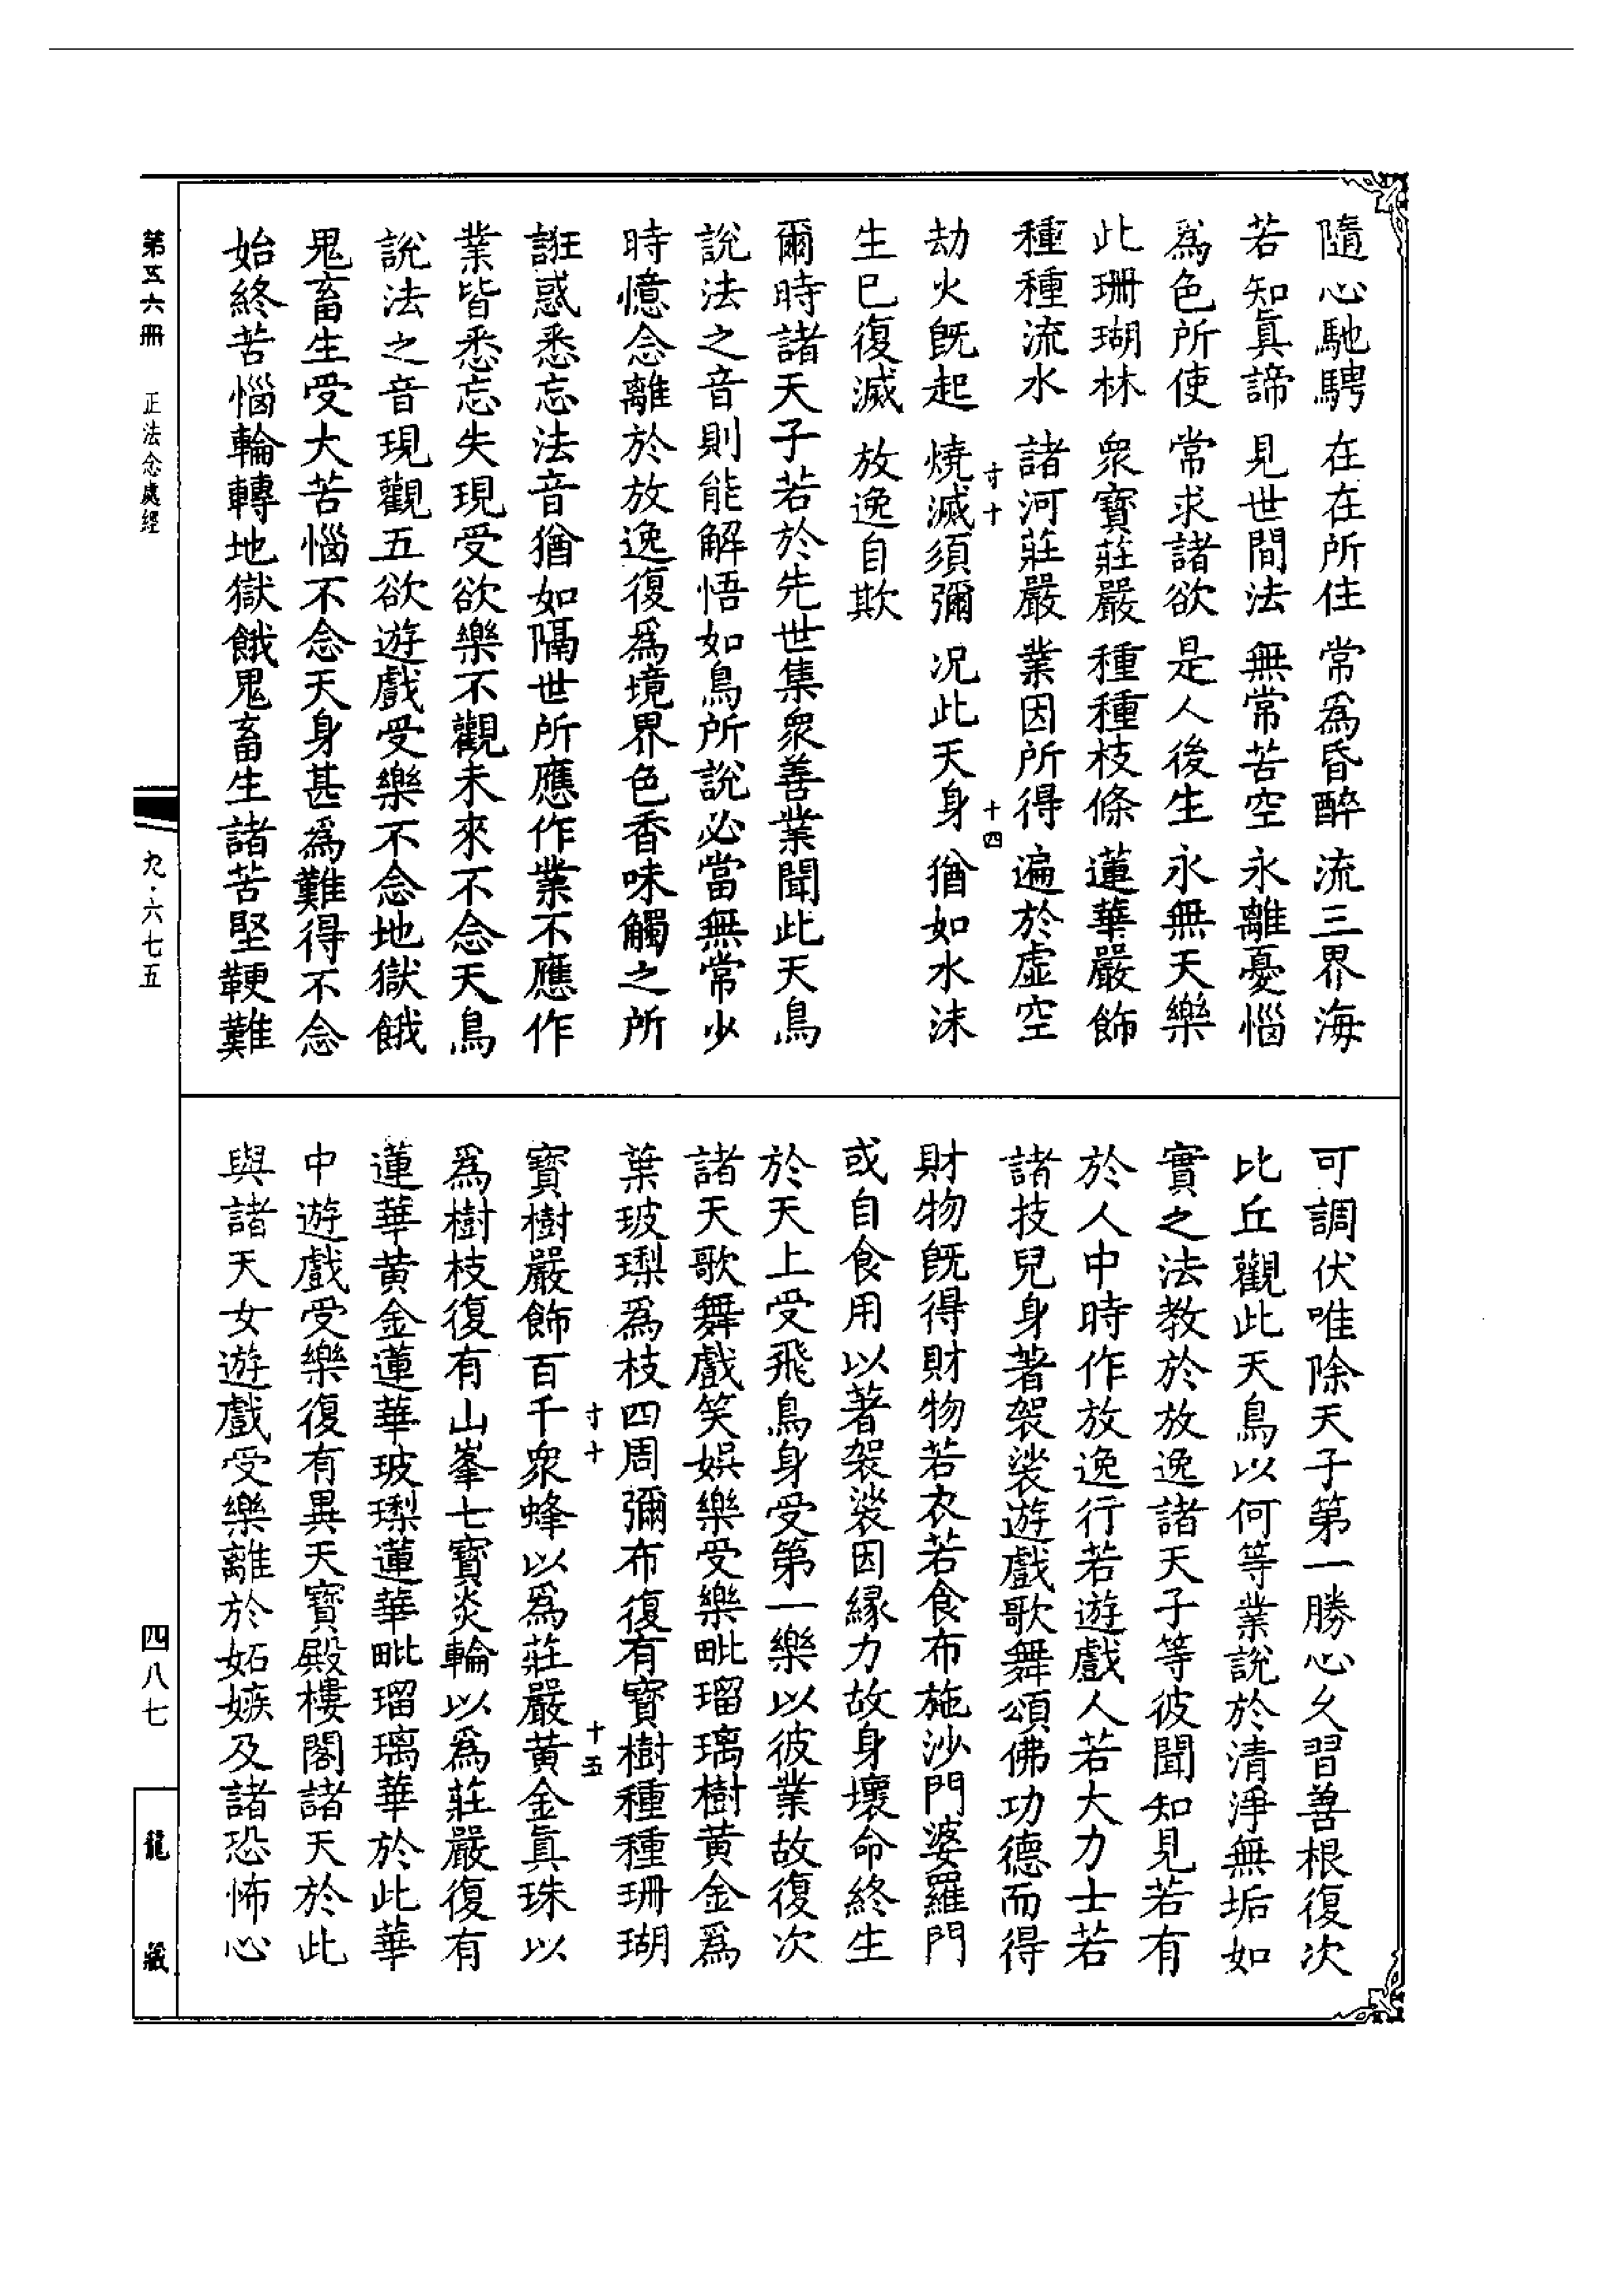 隨心馳騁　在在所住　常爲昏醉　流三界海
若知眞諦　見世間法　無常苦空　永離憂惱
爲色所使　常求諸欲　是人後生　永無天樂
此珊瑚林　衆寶莊嚴　種種枝條　蓮華嚴飾
種種流水　諸河莊嚴　業因所得　遍於虛空
寸十　十四
劫火旣起　燒滅須彌　况此天身　猶如水沫
生已復滅　放逸自欺
爾時諸天子若於先世集衆善業聞此天鳥
說法之音則能解悟如鳥所說必當無常少
時憶念離於放逸復爲境界色香味觸之所
誑惑悉忘法音猶如隔世所應作業不應作
業皆悉忘失現受欲樂不觀未來不念天鳥
說法之音現觀五欲遊戲受樂不念地獄餓
鬼畜生受大苦惱不念天身甚爲難得不念
始終苦惱輪轉地獄餓鬼畜生諸苦堅鞕難
可調伏唯除天子第一勝心久習善根復次
比丘觀此天鳥以何等業說於清淨無垢如
實之法教於放逸諸天子等彼聞知見若有
於人中時作放逸行若遊戲人若大力士若
諸技兒身著袈裟遊戲歌舞頌佛功德而得
財物旣得財物若衣若食布施沙門婆羅門
或自食用以著袈裟因緣力故身壞命終生
於天上受飛鳥身受第一樂以彼業故復次
諸天歌舞戲笑娛樂受樂毗瑠璃樹黄金爲
葉玻瓈爲枝四周彌布復有寶樹種種珊瑚
寸十　十五
寶樹嚴飾百千衆蜂以爲莊嚴黄金眞珠以
爲樹枝復有山峯七寶炎輪以爲莊嚴復有
蓮華黄金蓮華玻瓈蓮華毗瑠璃華於此華
中遊戲受樂復有異天寶殿樓閣諸天於此
與諸天女遊戲受樂離於妬嫉及諸恐怖心
第五六冊　正法念處經
九·六七五
四八七
龍藏